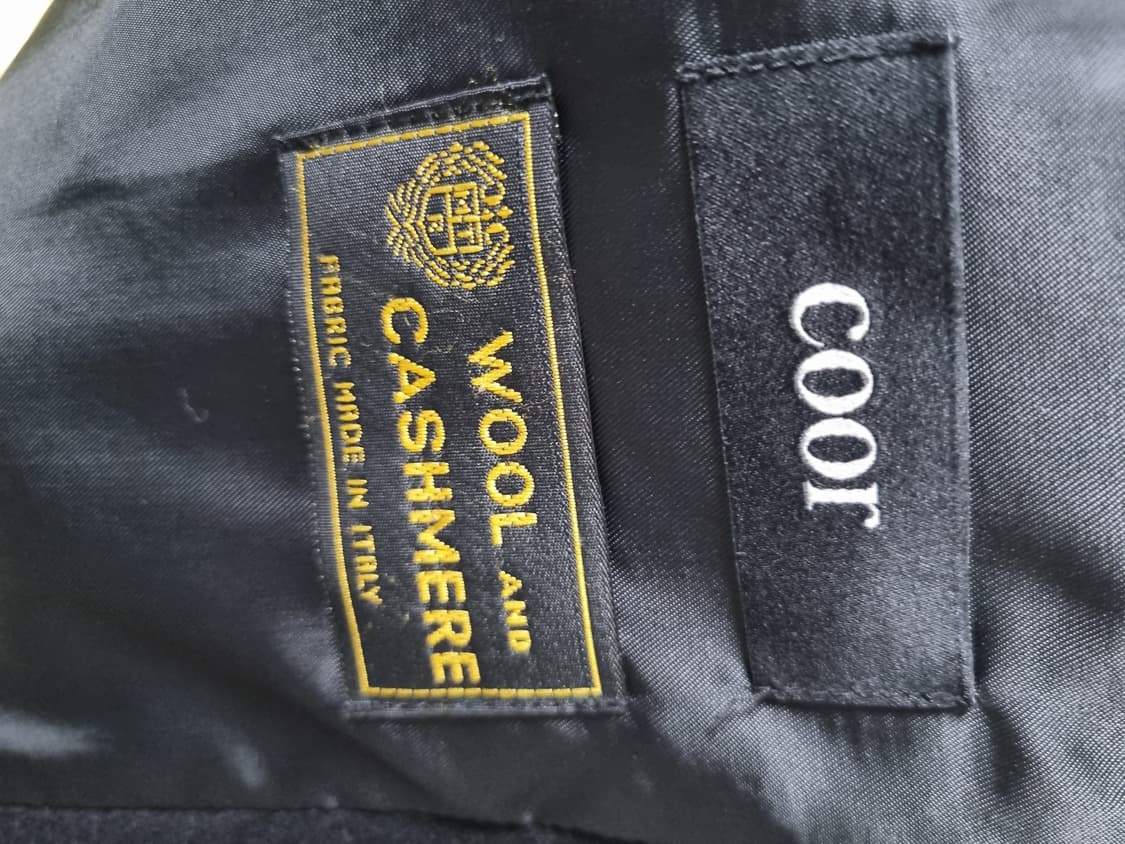 coor
WOOL AND
CASHMERE
FABRIC MADE IN ITALY